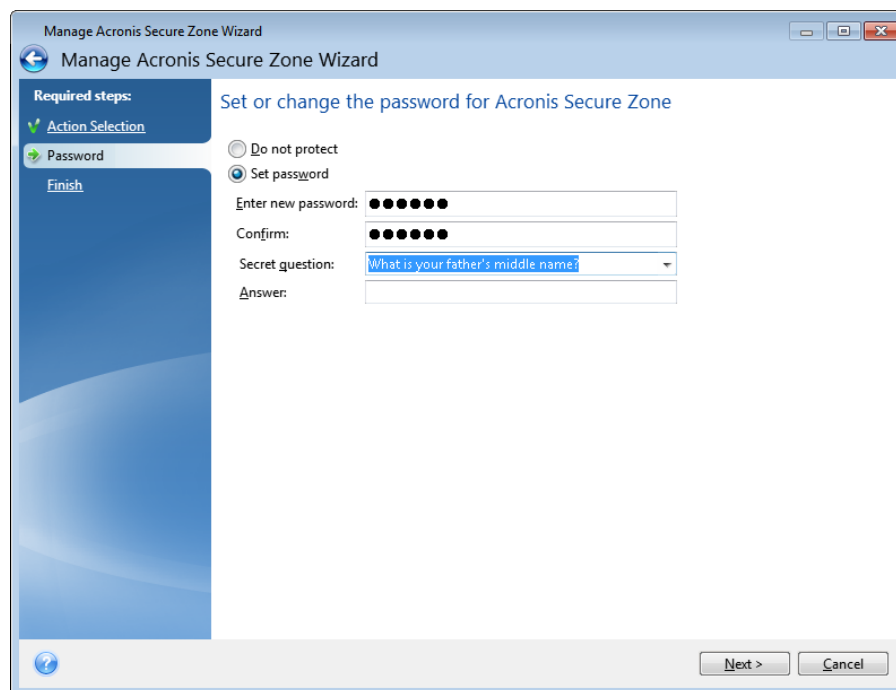 Manage Acronis Secure Zone Wizard
Manage Acronis Secure Zone Wizard
Required steps:
Action Selection
Password
Finish
Set or change the password for Acronis Secure Zone
Do not protect
Set password
Enter new password: ●●●●●●
Confirm: ●●●●●●
Secret question: What is your father's middle name?
Answer:
?
Next >
Cancel